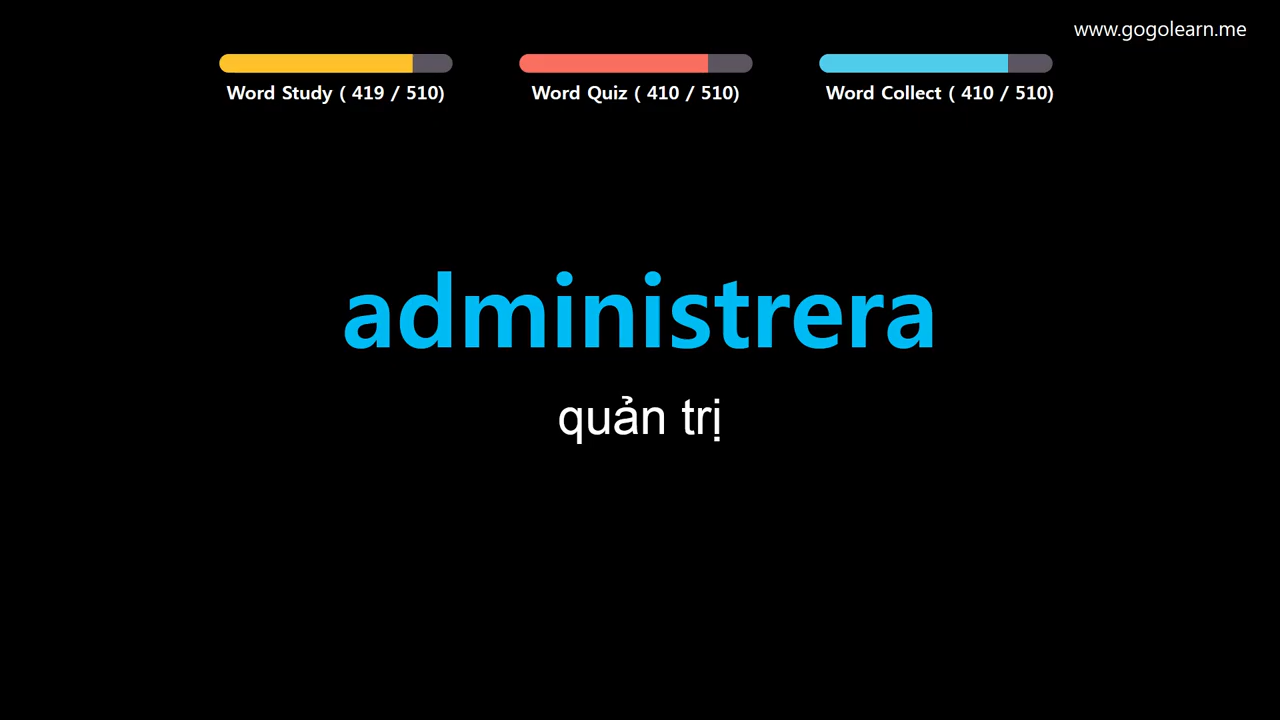 www.gogolearn.me
Word Study ( 419 / 510)
Word Quiz ( 410 / 510)
Word Collect ( 410 / 510)
administrera
quản trị